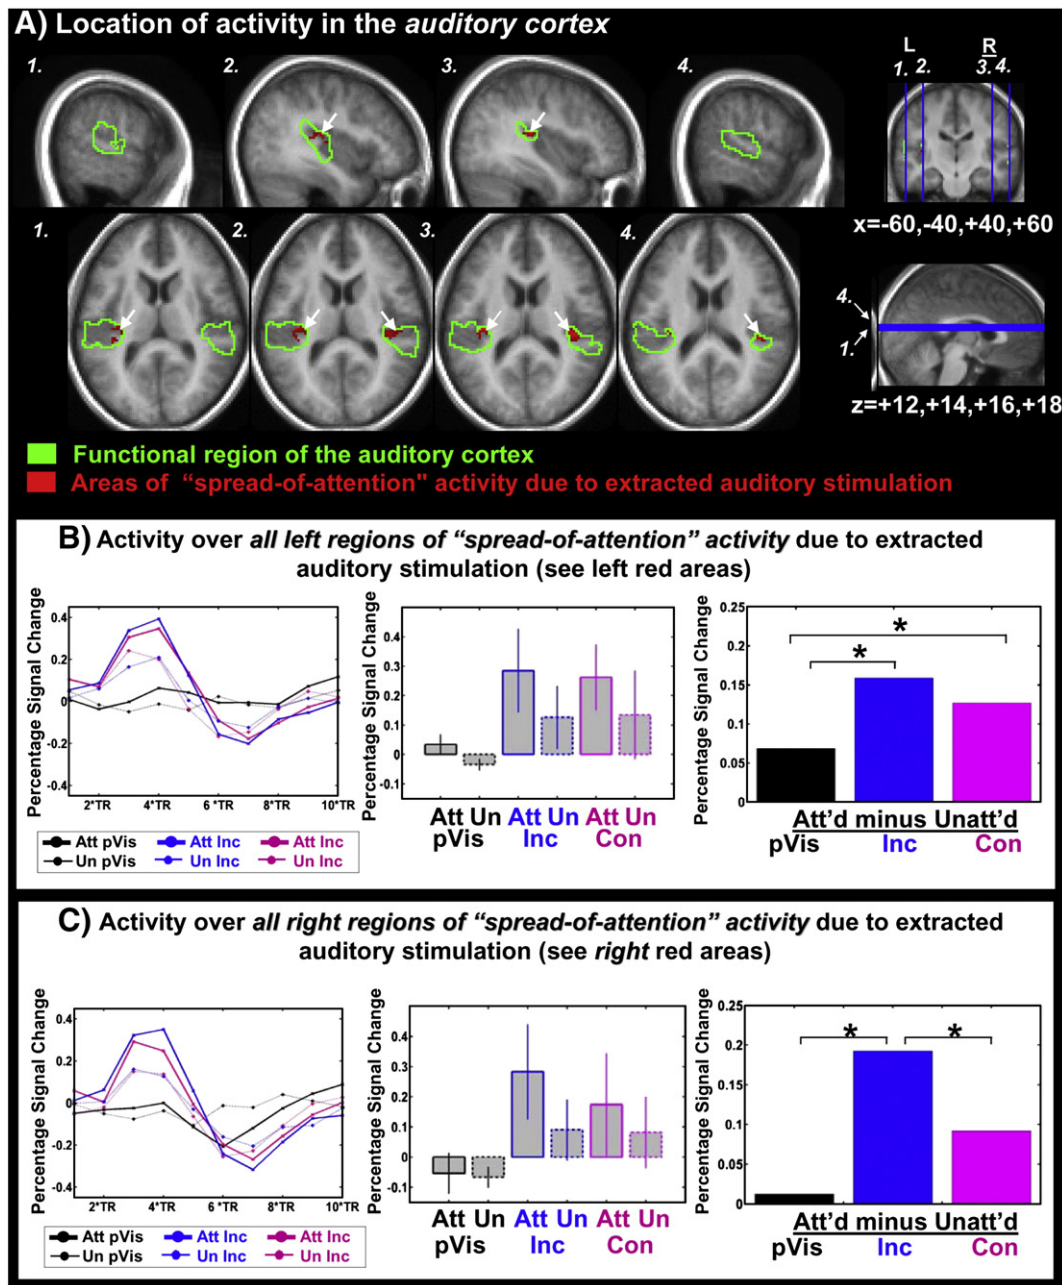 A) Location of activity in the auditory cortex
1. 2. 3. 4.
L R
1. 2. 3. 4.
x=-60,-40,+40,+60
1. 2. 3. 4.
4.
1.
z=+12,+14,+16,+18
Functional region of the auditory cortex
Areas of "spread-of-attention" activity due to extracted auditory stimulation
B) Activity over all left regions of "spread-of-attention" activity due to extracted
auditory stimulation (see left red areas)
Percentage Signal Change
0.4
0.2
0
-0.2
-0.4
2*TR 4*TR 6*TR 8*TR 10*TR
Att pVis Att Inc Att Inc
Un pVis Un Inc Un Inc
Percentage Signal Change
0.5
0.4
0.3
0.2
0.1
0
-0.1
Att Un Att Un Att Un
pVis Inc Con
Percentage Signal Change
0.25
0.2
0.15
0.1
0.05
0
* *
Att'd minus Unatt'd
pVis Inc Con
C) Activity over all right regions of "spread-of-attention" activity due to extracted
auditory stimulation (see right red areas)
Percentage Signal Change
0.4
0.2
0
-0.2
-0.4
2*TR 4*TR 6*TR 8*TR 10*TR
Att pVis Att Inc Att Inc
Un pVis Un Inc Un Inc
Percentage Signal Change
0.5
0.4
0.3
0.2
0.1
0
-0.1
Att Un Att Un Att Un
pVis Inc Con
Percentage Signal Change
0.25
0.2
0.15
0.1
0.05
0
* *
Att'd minus Unatt'd
pVis Inc Con